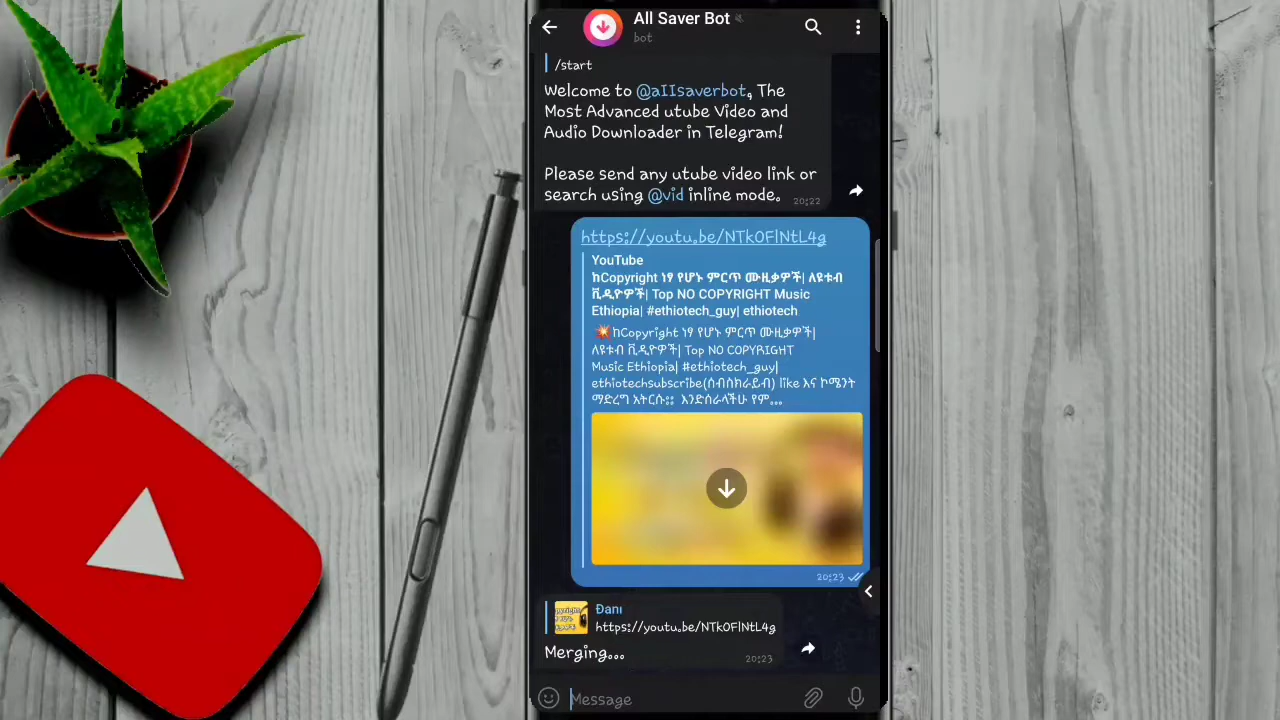 All Saver Bot
bot
/start
Welcome to @aIIsaverbot, The
Most Advanced utube Video and
Audio Downloader in Telegram!
Please send any utube video link or
search using @vid inline mode.
20:22
https://youtu.be/NTkOFlNtL4g
YouTube
ከCopyright ነፃ የሆኑ ምርጥ ሙዚቃዎች| ለዩቱብ
ቪዲዮዎች| Top NO COPYRIGHT Music
Ethiopia| #ethiotech_guy| ethiotech
💥ከCopyright ነፃ የሆኑ ምርጥ ሙዚቃዎች|
ለዩቱብ ቪዲዮዎች| Top NO COPYRIGHT
Music Ethiopia| #ethiotech_guy|
ethiotechsubscribe(ሰብስክራይብ) like እና ኮሜንት
ማድረግ አትርሱ፡፡ እንድሰራላችሁ የም...
20:23
Đanı
https://youtu.be/NTkOFlNtL4g
Merging...
20:23
Message